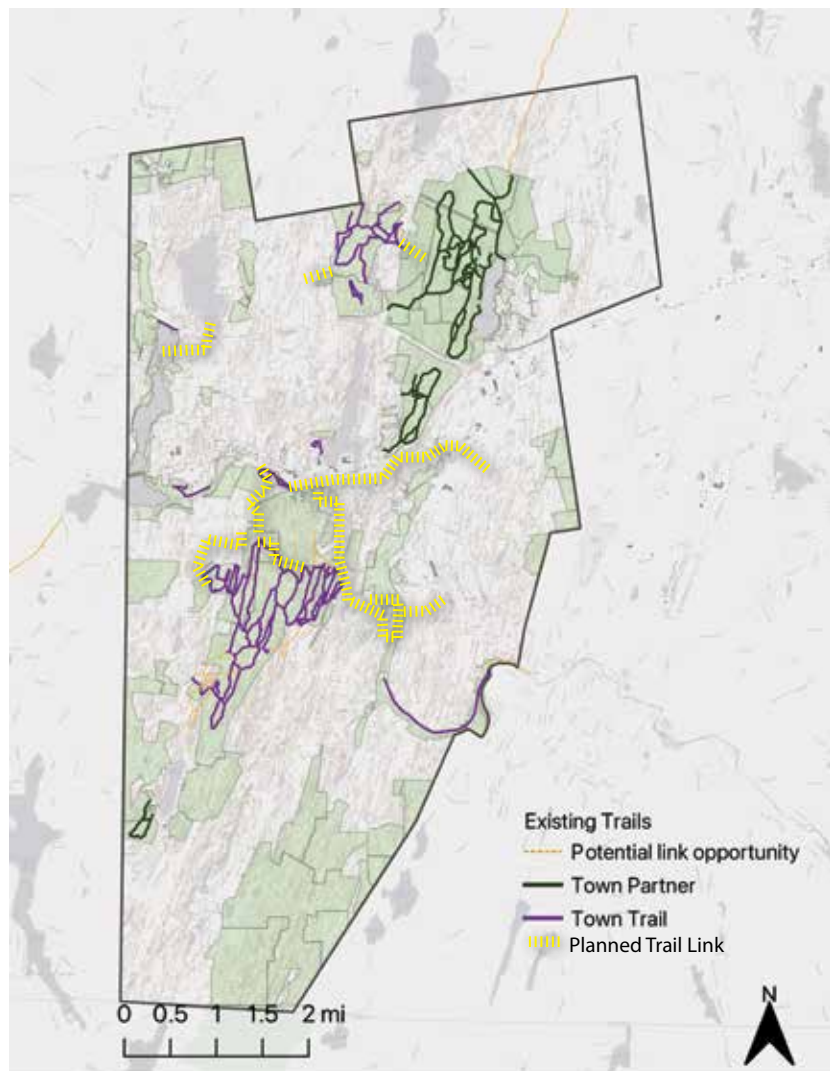 Existing Trails
Potential link opportunity
Town Partner
Town Trail
Planned Trail Link
N
0 0.5 1 1.5 2 mi